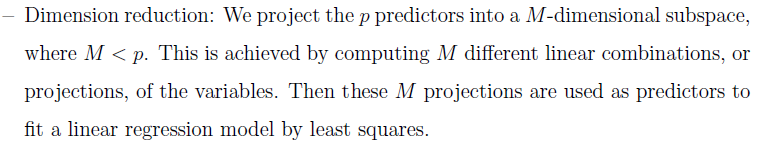 – Dimension reduction: We project the p predictors into a M-dimensional subspace,
where M < p. This is achieved by computing M different linear combinations, or
projections, of the variables. Then these M projections are used as predictors to
fit a linear regression model by least squares.